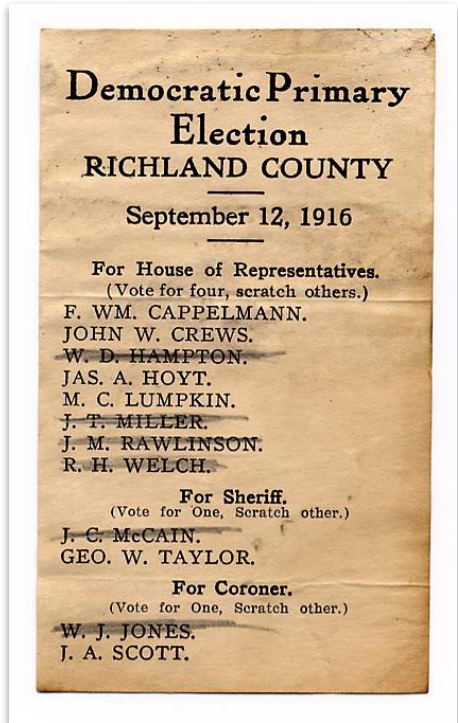 Democratic Primary
Election
RICHLAND COUNTY
September 12, 1916
For House of Representatives.
(Vote for four, scratch others.)
F. WM. CAPPELMANN.
JOHN W. CREWS.
W. D. HAMPTON.
JAS. A. HOYT.
M. C. LUMPKIN.
J. T. MILLER.
J. M. RAWLINSON.
R. H. WELCH.
For Sheriff.
(Vote for One, Scratch other.)
J. C. McCAIN.
GEO. W. TAYLOR.
For Coroner.
(Vote for One, Scratch other.)
W. J. JONES.
J. A. SCOTT.